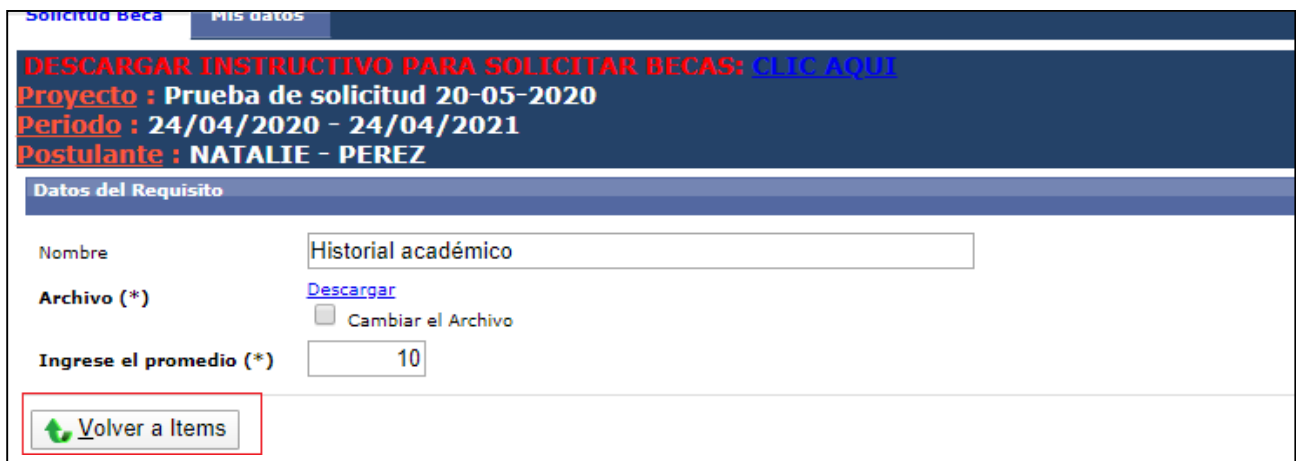 Solicitud Beca Mis datos
DESCARGAR INSTRUCTIVO PARA SOLICITAR BECAS: CLIC AQUI
Proyecto : Prueba de solicitud 20-05-2020
Periodo : 24/04/2020 - 24/04/2021
Postulante : NATALIE - PEREZ
Datos del Requisito
Nombre Historial académico
Archivo (*) Descargar
Cambiar el Archivo
Ingrese el promedio (*) 10
Volver a Items